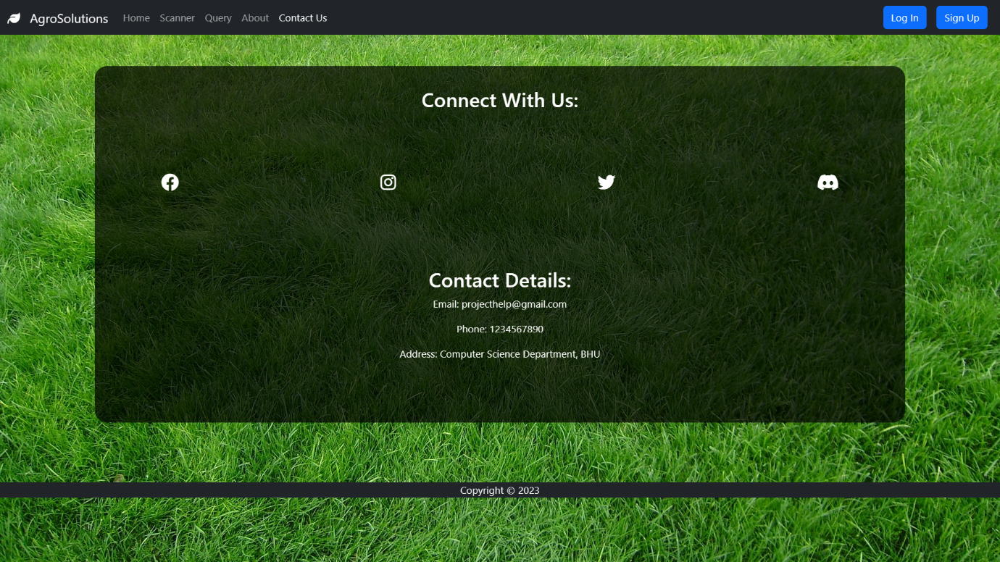 AgroSolutions Home Scanner Query About Contact Us Log In Sign Up
Connect With Us:
Contact Details:
Email: projecthelp@gmail.com
Phone: 1234567890
Address: Computer Science Department, BHU
Copyright © 2023